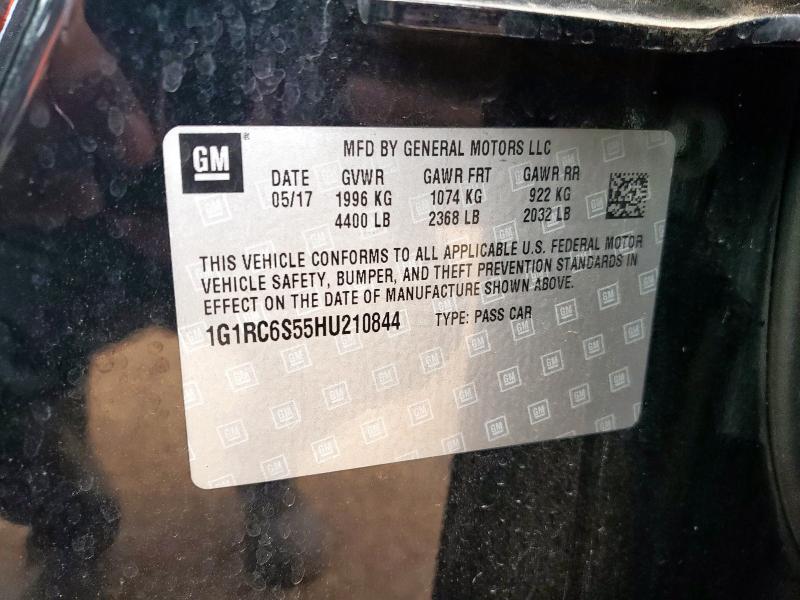 GM
MFD BY GENERAL MOTORS LLC
DATE GVWR GAWR FRT GAWR RR
05/17 1996 KG 1074 KG 922 KG
4400 LB 2368 LB 2032 LB
THIS VEHICLE CONFORMS TO ALL APPLICABLE U.S. FEDERAL MOTOR
VEHICLE SAFETY, BUMPER, AND THEFT PREVENTION STANDARDS IN
EFFECT ON THE DATE OF MANUFACTURE SHOWN ABOVE.
1G1RC6S55HU210844 TYPE: PASS CAR